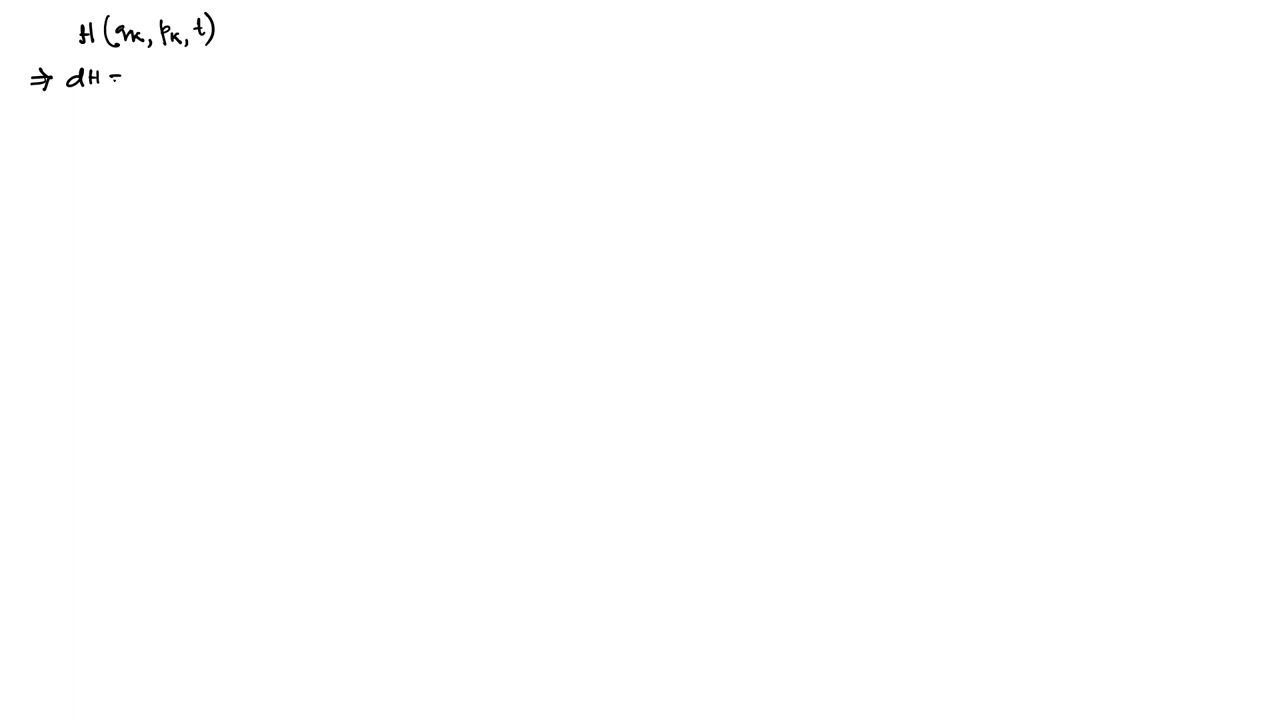 H (qₖ, pₖ, t)
⇒ dH =